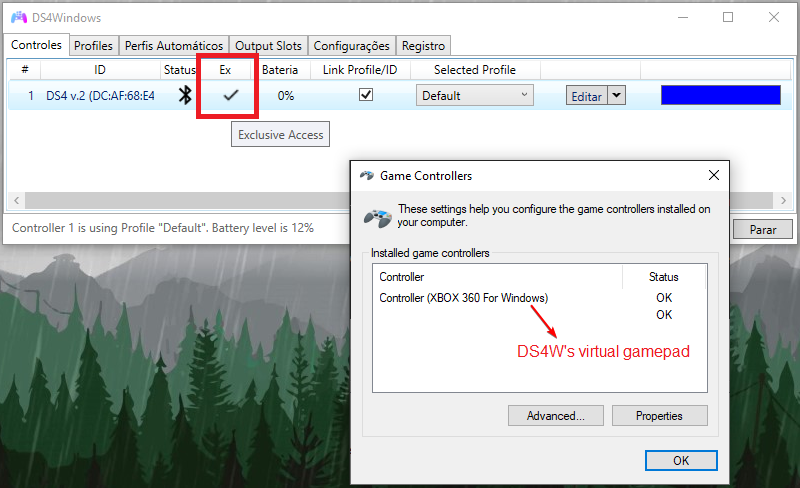 DS4Windows
Controles Profiles Perfis Automáticos Output Slots Configurações Registro
# ID Status Ex Bateria Link Profile/ID Selected Profile
1 DS4 v.2 (DC:AF:68:E4 0% Default Editar
Exclusive Access
Controller 1 is using Profile "Default". Battery level is 12%
Parar
Game Controllers
These settings help you configure the game controllers installed on
your computer.
Installed game controllers
Controller Status
Controller (XBOX 360 For Windows) OK
OK
DS4W's virtual gamepad
Advanced... Properties
OK